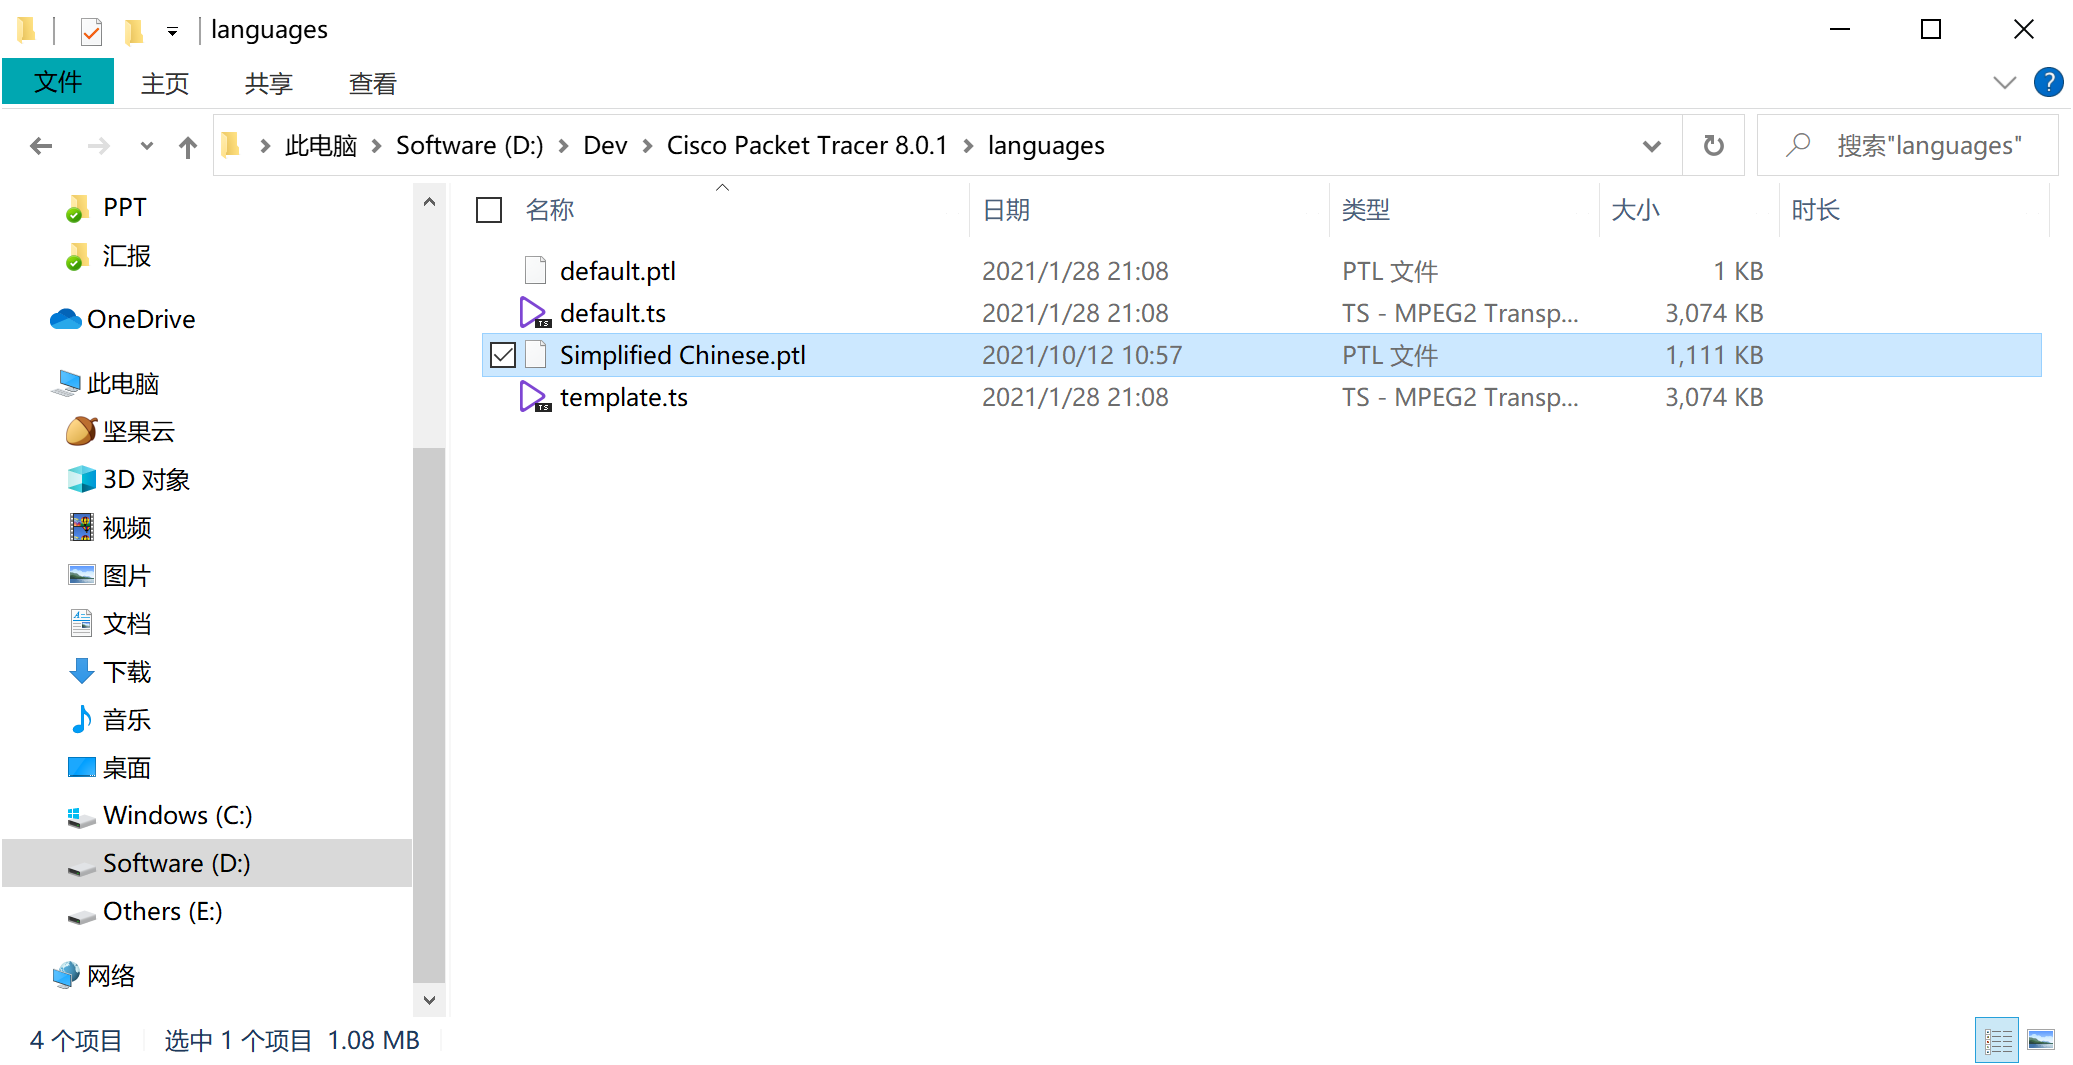 languages
文件 主页 共享 查看
此电脑 Software (D:) Dev Cisco Packet Tracer 8.0.1 languages 搜索"languages"
PPT
汇报
OneDrive
此电脑
坚果云
3D 对象
视频
图片
文档
下载
音乐
桌面
Windows (C:)
Software (D:)
Others (E:)
网络
名称 日期 类型 大小 时长
default.ptl 2021/1/28 21:08 PTL 文件 1 KB
default.ts 2021/1/28 21:08 TS - MPEG2 Transp... 3,074 KB
Simplified Chinese.ptl 2021/10/12 10:57 PTL 文件 1,111 KB
template.ts 2021/1/28 21:08 TS - MPEG2 Transp... 3,074 KB
4 个项目 选中 1 个项目 1.08 MB